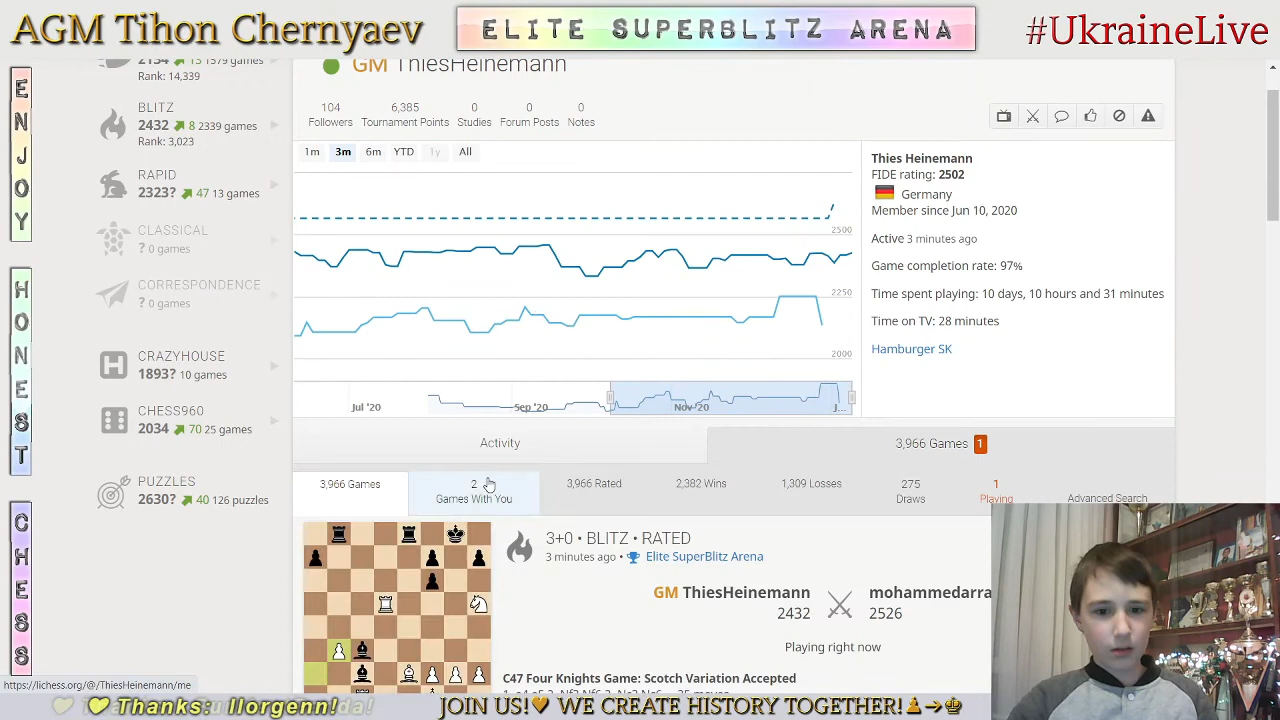 AGM Tihon Chernyaev
ELITE SUPERBLITZ ARENA
#UkraineLive
ENJOY
HONEST
CHESS
2134 13 1579 games
Rank: 14,339
BLITZ
2432 8 2339 games
Rank: 3,023
RAPID
2323? 47 13 games
CLASSICAL
? 0 games
CORRESPONDENCE
? 0 games
CRAZYHOUSE
1893? 10 games
CHESS960
2034 70 25 games
PUZZLES
2630? 40 126 puzzles
GM ThiesHeinemann
104 Followers
6,385 Tournament Points
0 Studies
0 Forum Posts
0 Notes
1m 3m 6m YTD 1y All
2500
2250
2000
Jul '20 Sep '20 Nov '20 J...
Thies Heinemann
FIDE rating: 2502
Germany
Member since Jun 10, 2020
Active 3 minutes ago
Game completion rate: 97%
Time spent playing: 10 days, 10 hours and 31 minutes
Time on TV: 28 minutes
Hamburger SK
Activity
3,966 Games 1
3,966 Games
2 Games With You
3,966 Rated
2,382 Wins
1,309 Losses
275 Draws
1 Playing
Advanced Search
3+0 • BLITZ • RATED
3 minutes ago • Elite SuperBlitz Arena
GM ThiesHeinemann
2432
mohammedarra
2526
Playing right now
C47 Four Knights Game: Scotch Variation Accepted
https://lichess.org/@/ThiesHeinemann/me
Thanks: llorgenn!
JOIN US! WE CREATE HISTORY TOGETHER!